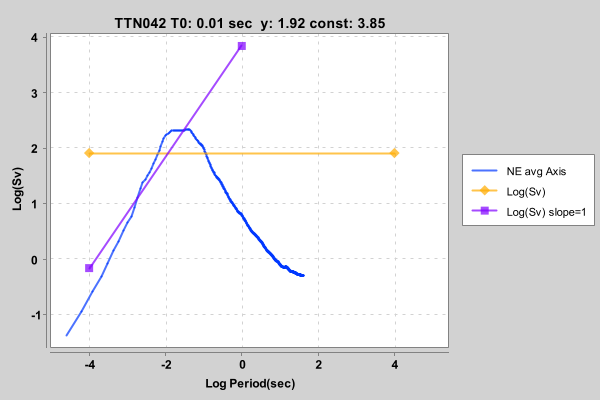 TTN042 T0: 0.01 sec  y: 1.92 const: 3.85
4
3
2
1
0
-1
Log(Sv)
-4
-2
0
2
4
Log Period(sec)
NE avg Axis
Log(Sv)
Log(Sv) slope=1